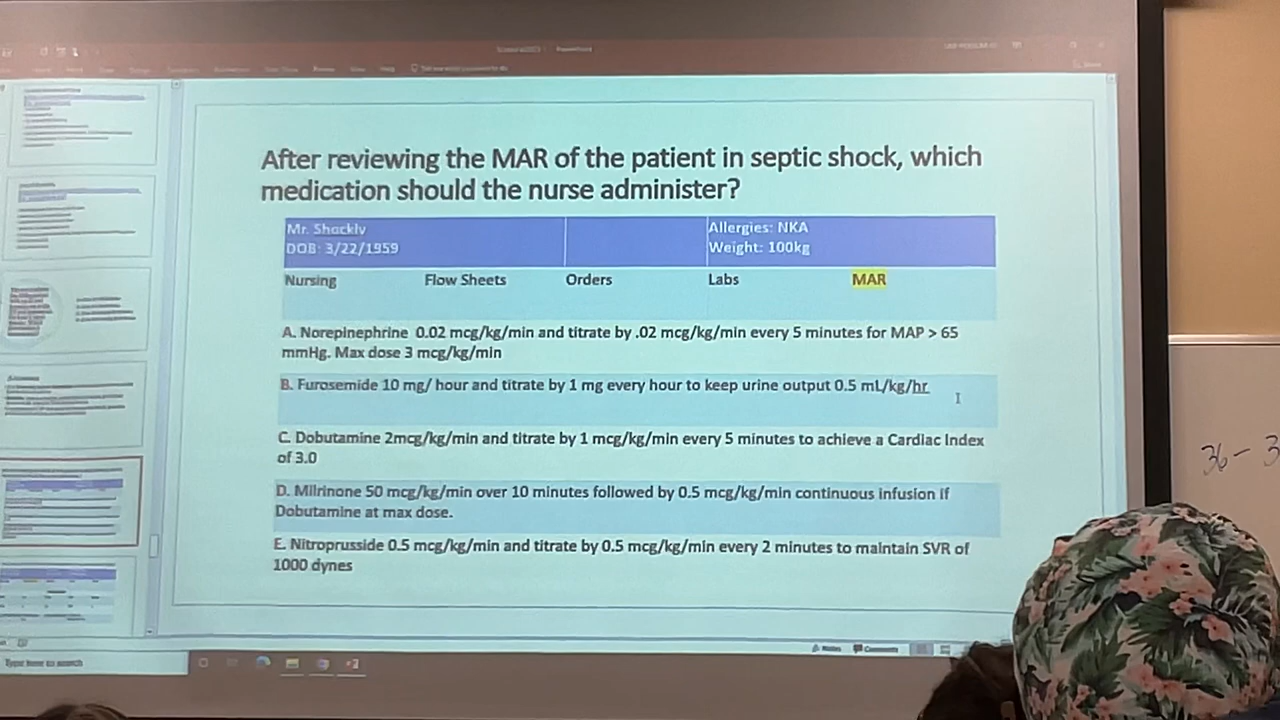 After reviewing the MAR of the patient in septic shock, which
medication should the nurse administer?
Mr. Shockly
DOB: 3/22/1959
Allergies: NKA
Weight: 100kg
Nursing Flow Sheets Orders Labs MAR
A. Norepinephrine 0.02 mcg/kg/min and titrate by .02 mcg/kg/min every 5 minutes for MAP > 65
mmHg. Max dose 3 mcg/kg/min
B. Furosemide 10 mg/ hour and titrate by 1 mg every hour to keep urine output 0.5 mL/kg/hr
C. Dobutamine 2mcg/kg/min and titrate by 1 mcg/kg/min every 5 minutes to achieve a Cardiac Index
of 3.0
D. Milrinone 50 mcg/kg/min over 10 minutes followed by 0.5 mcg/kg/min continuous infusion if
Dobutamine at max dose.
E. Nitroprusside 0.5 mcg/kg/min and titrate by 0.5 mcg/kg/min every 2 minutes to maintain SVR of
1000 dynes
Notes Comments
Type here to search
36 -